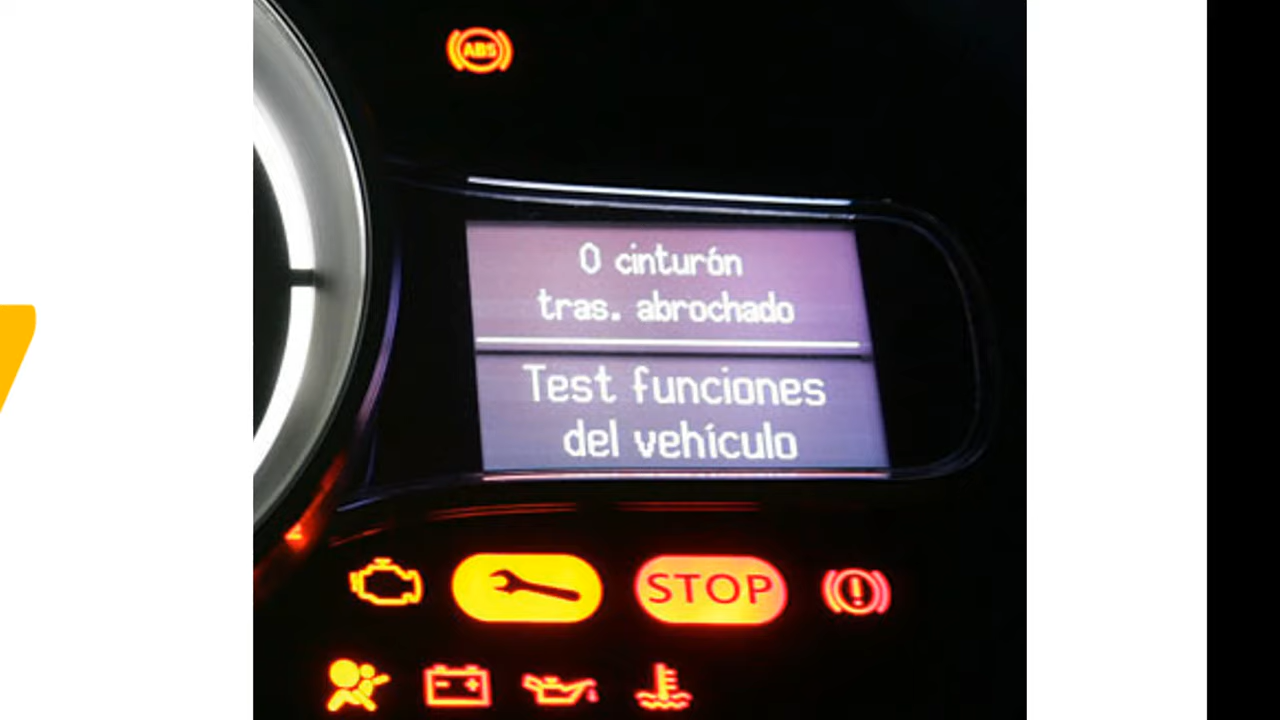 ABS
0 cinturón
tras. abrochado
Test funciones
del vehículo
STOP